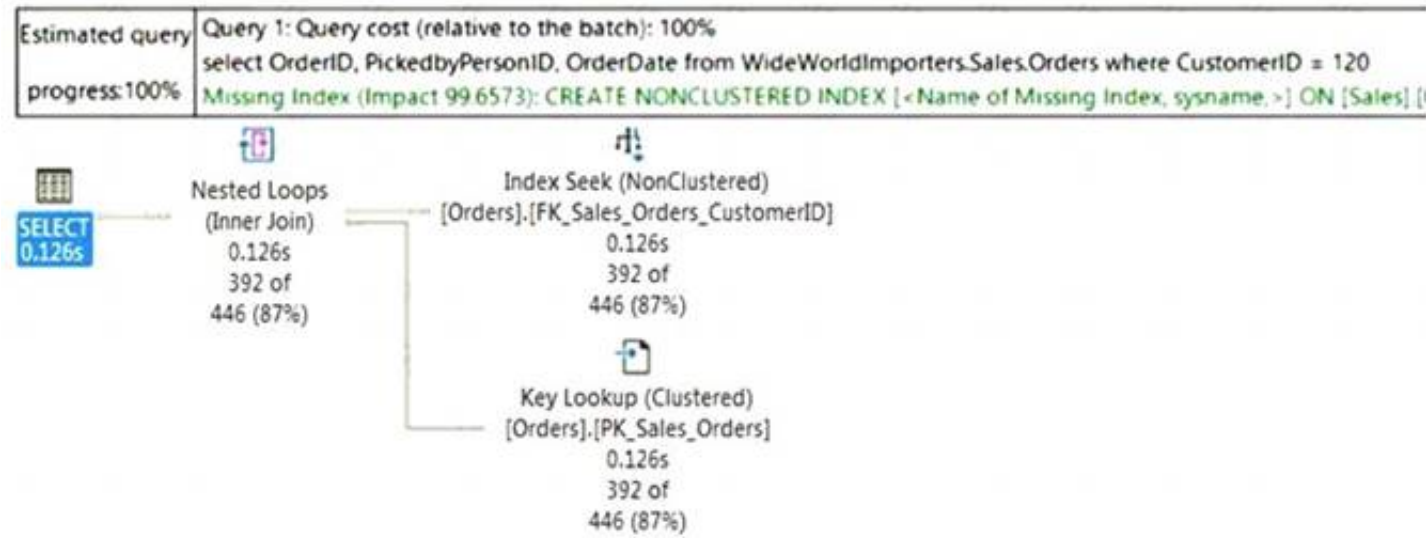 Estimated query
progress:100%
Query 1: Query cost (relative to the batch): 100%
select OrderID, PickedbyPersonID, OrderDate from WideWorldImporters.Sales.Orders where CustomerID = 120
Missing Index (Impact 99.6573): CREATE NONCLUSTERED INDEX [<Name of Missing Index, sysname,>] ON [Sales].[
SELECT
0.126s
Nested Loops
(Inner Join)
0.126s
392 of
446 (87%)
Index Seek (NonClustered)
[Orders].[FK_Sales_Orders_CustomerID]
0.126s
392 of
446 (87%)
Key Lookup (Clustered)
[Orders].[PK_Sales_Orders]
0.126s
392 of
446 (87%)